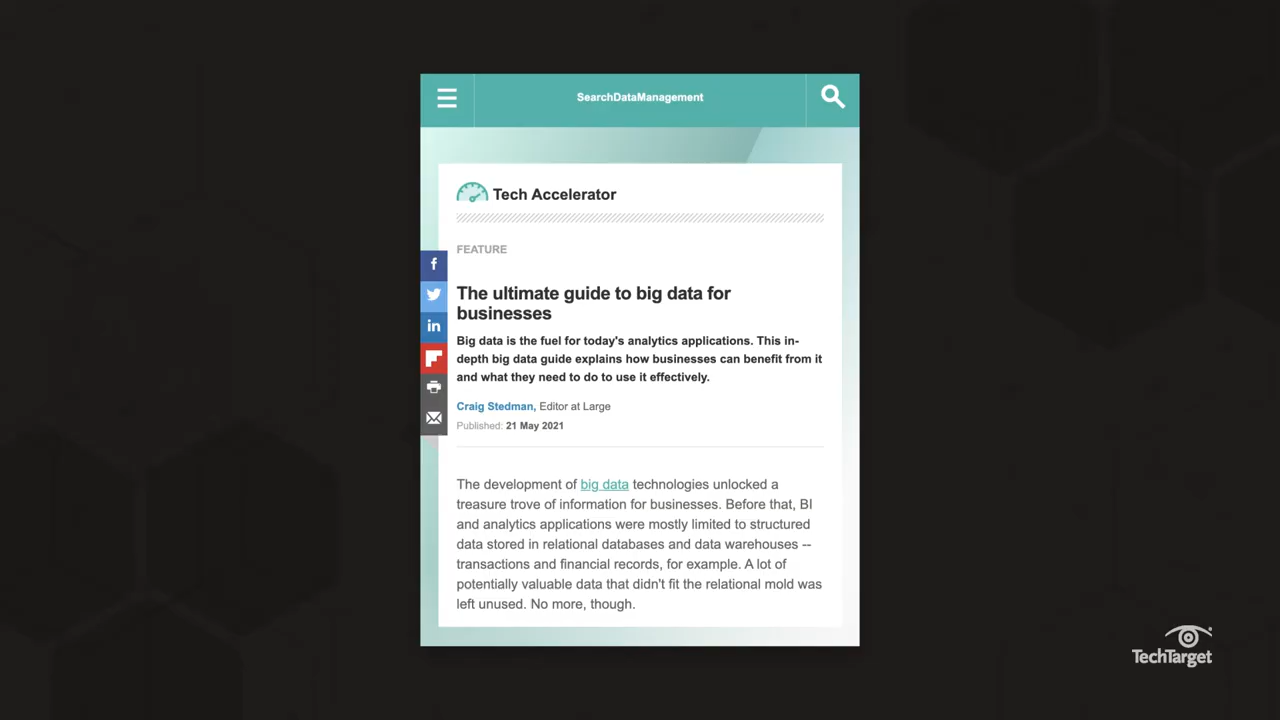 SearchDataManagement
Tech Accelerator
FEATURE
The ultimate guide to big data for
businesses
Big data is the fuel for today's analytics applications. This in-
depth big data guide explains how businesses can benefit from it
and what they need to do to use it effectively.
Craig Stedman, Editor at Large
Published: 21 May 2021
The development of big data technologies unlocked a
treasure trove of information for businesses. Before that, BI
and analytics applications were mostly limited to structured
data stored in relational databases and data warehouses --
transactions and financial records, for example. A lot of
potentially valuable data that didn't fit the relational mold was
left unused. No more, though.
TechTarget